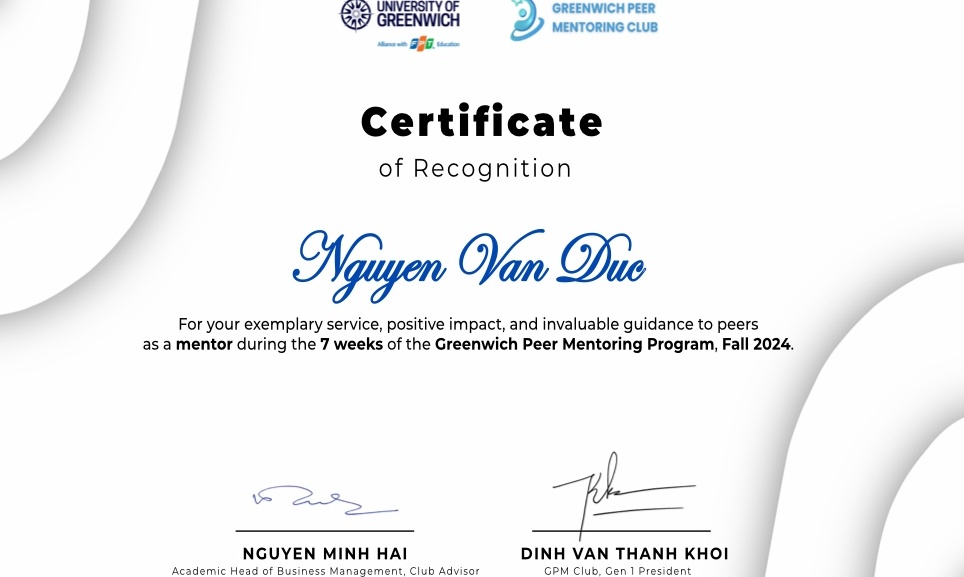 UNIVERSITY OF
GREENWICH
Alliance with FPT Education
GREENWICH PEER
MENTORING CLUB
Certificate
of Recognition
Nguyen Van Duc
For your exemplary service, positive impact, and invaluable guidance to peers
as a mentor during the 7 weeks of the Greenwich Peer Mentoring Program, Fall 2024.
NGUYEN MINH HAI
Academic Head of Business Management, Club Advisor
DINH VAN THANH KHOI
GPM Club, Gen 1 President